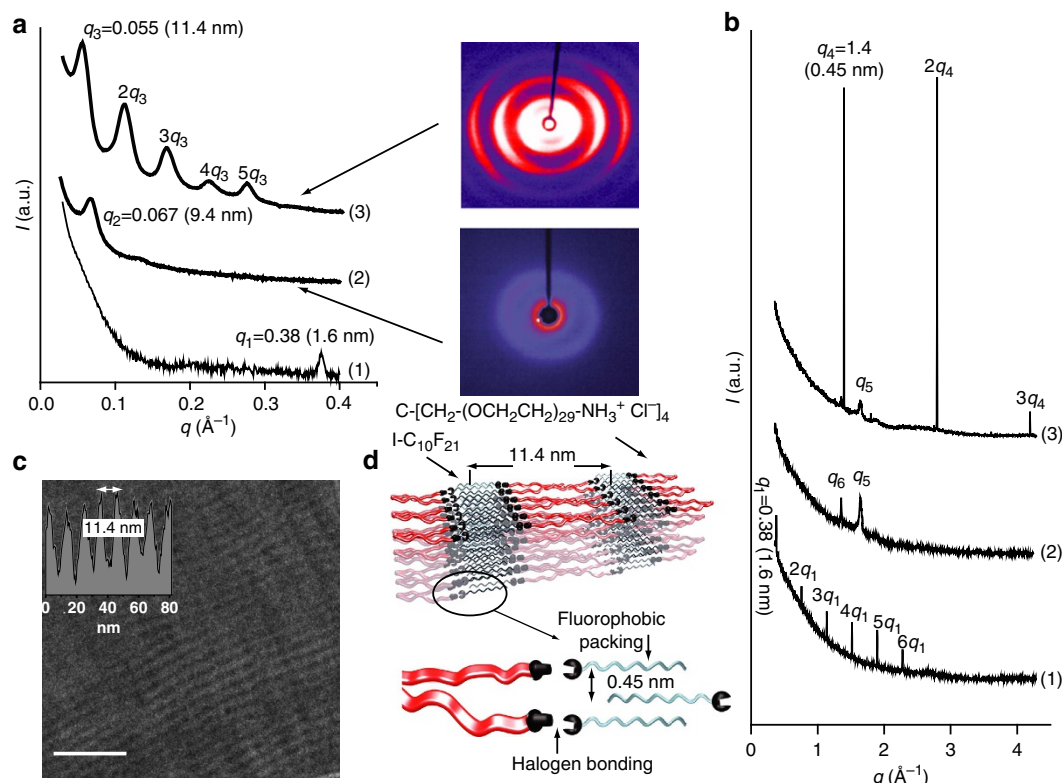 a
q3=0.055 (11.4 nm)
2q3
3q3
4q3
5q3
(3)
q2=0.067 (9.4 nm)
(2)
q1=0.38 (1.6 nm)
(1)
I (a.u.)
0.0 0.1 0.2 0.3 0.4
q (Å⁻¹)
b
q4=1.4
(0.45 nm)
2q4
3q4
q5
(3)
q6
q5
(2)
q1=0.38 (1.6 nm)
2q1
3q1
4q1
5q1
6q1
(1)
I (a.u.)
0 1 2 3 4
q (Å⁻¹)
c
11.4 nm
0 20 40 60 80
nm
C-[CH2-(OCH2CH2)29-NH3⁺ Cl⁻]4
d
I-C10F21
11.4 nm
Fluorophobic
packing
0.45 nm
Halogen bonding